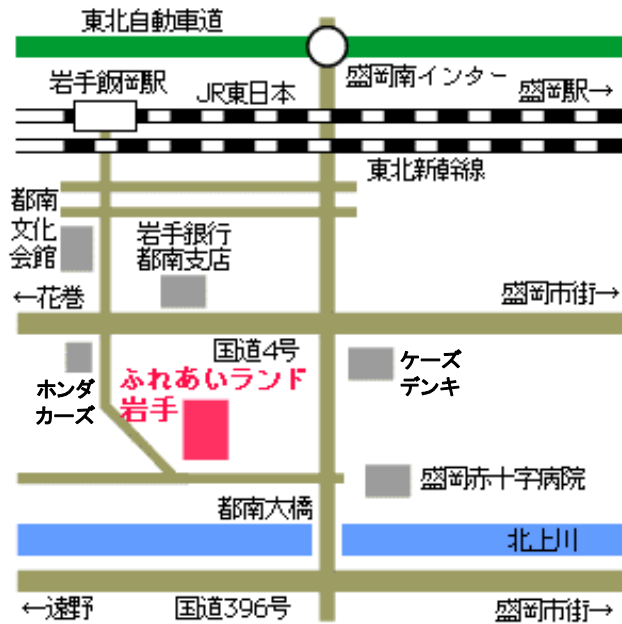 東北自動車道
盛岡南インター
岩手飯岡駅
JR東日本
盛岡駅→
東北新幹線
都南
文化
会館
岩手銀行
都南支店
←花巻
盛岡市街→
国道4号
ホンダ
カーズ
ケーズ
デンキ
ふれあいランド
岩手
盛岡赤十字病院
都南大橋
北上川
←遠野
国道396号
盛岡市街→